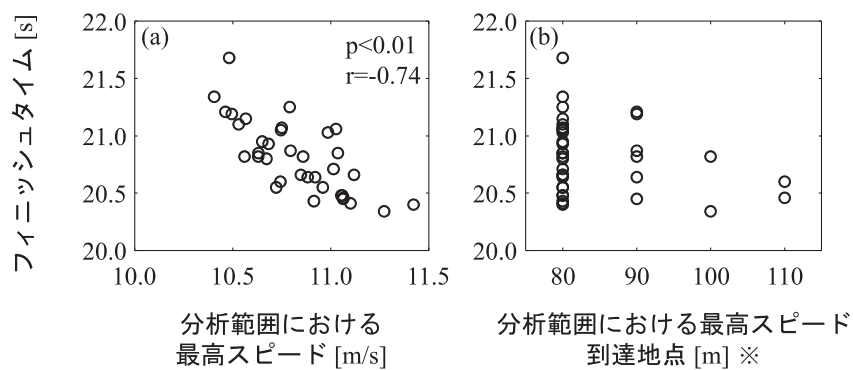 フィニッシュタイム [s]
(a)
p<0.01
r=-0.74
22.0
21.5
21.0
20.5
20.0
10.0 10.5 11.0 11.5
分析範囲における
最高スピード [m/s]
(b)
22.0
21.5
21.0
20.5
20.0
80 90 100 110
分析範囲における最高スピード
到達地点 [m] ※